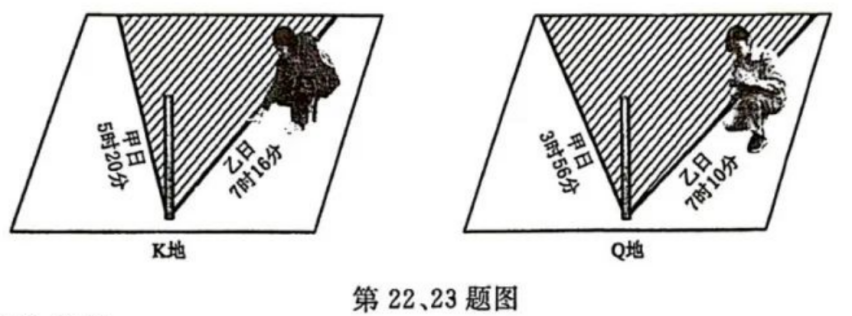 甲日
5时20分
乙日
7时16分
K地
甲日
3时56分
乙日
7时10分
Q地
第 22、23 题图